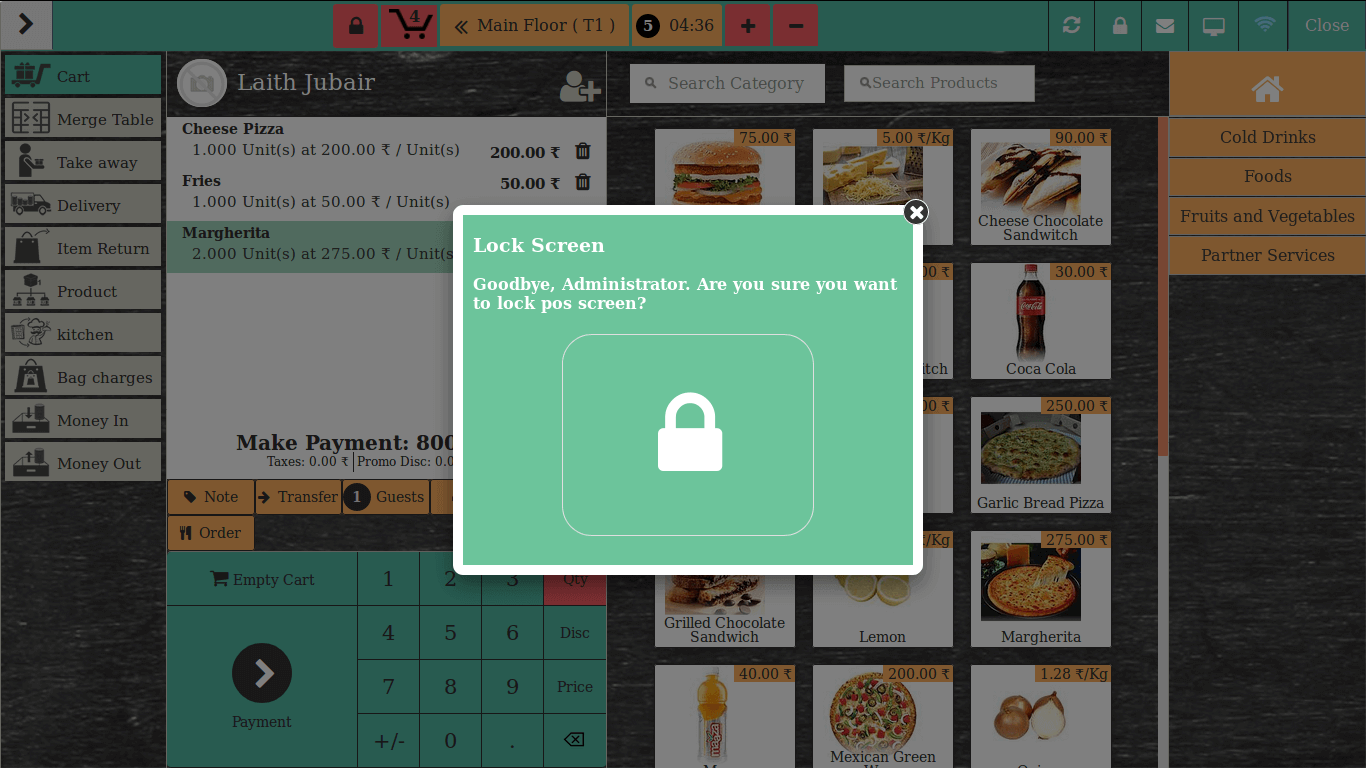 4
Main Floor ( T1 )
5 04:36
Close
Cart
Merge Table
Take away
Delivery
Item Return
Product
kitchen
Bag charges
Money In
Money Out
Laith Jubair
Cheese Pizza
1.000 Unit(s) at 200.00 ₹ / Unit(s)
200.00 ₹
Fries
1.000 Unit(s) at 50.00 ₹ / Unit(s)
50.00 ₹
Margherita
2.000 Unit(s) at 275.00 ₹ / Unit(s
Make Payment: 800
Taxes: 0.00 ₹
Promo Disc: 0.0
Note
Transfer
1 Guests
Order
Empty Cart
1
2
3
Qty
4
5
6
Disc
Payment
7
8
9
Price
+/-
0
.
Lock Screen
Goodbye, Administrator. Are you sure you want
to lock pos screen?
Search Category
Search Products
75.00 ₹
5.00 ₹/Kg
90.00 ₹
Cheese Chocolate
Sandwitch
30.00 ₹
Coca Cola
250.00 ₹
Garlic Bread Pizza
Grilled Chocolate
Sandwich
₹/Kg
Lemon
275.00 ₹
Margherita
40.00 ₹
200.00 ₹
Mexican Green
1.28 ₹/Kg
Cold Drinks
Foods
Fruits and Vegetables
Partner Services